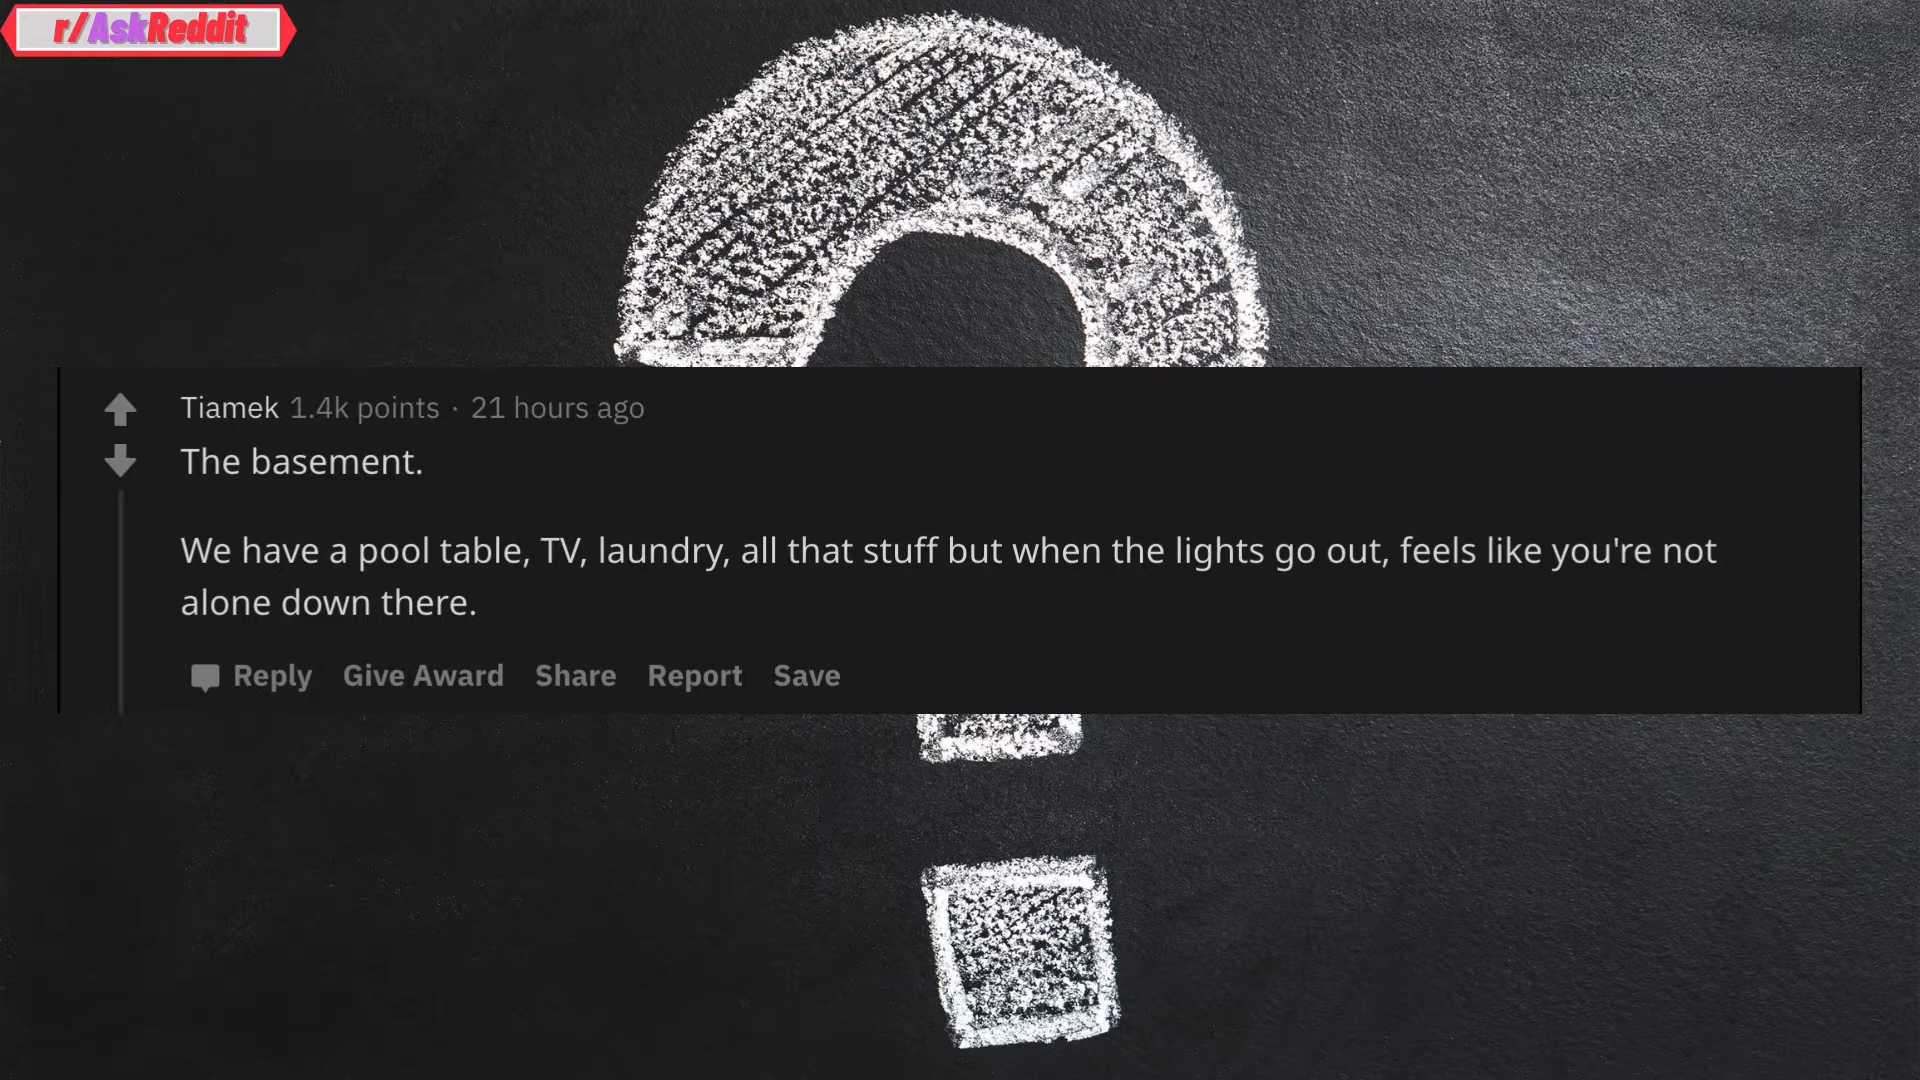 r/AskReddit
Tiamek 1.4k points · 21 hours ago
The basement.
We have a pool table, TV, laundry, all that stuff but when the lights go out, feels like you're not
alone down there.
Reply Give Award Share Report Save